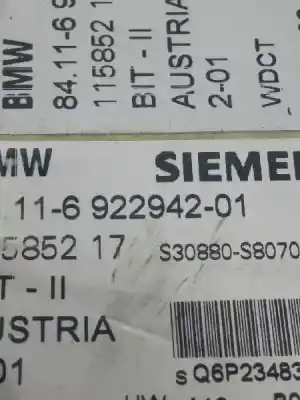 BMW
84.11-6 9
115852 1
BIT - II
AUSTRIA
2-01
WDCT
MW SIEMEN
11-6 922942-01
5852 17 S30880-S8070
T - II
USTRIA
01
s Q6P23483